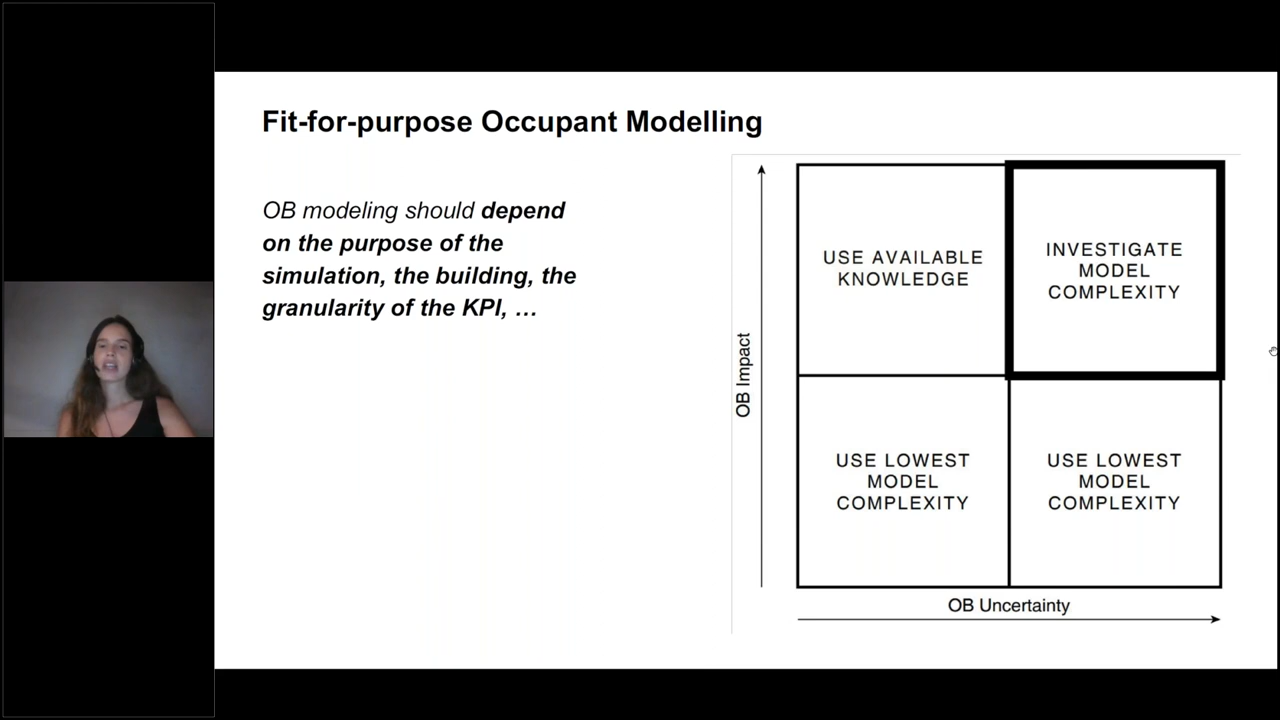 Fit-for-purpose Occupant Modelling
OB modeling should depend
on the purpose of the
simulation, the building, the
granularity of the KPI, …
OB Impact
USE AVAILABLE
KNOWLEDGE
INVESTIGATE
MODEL
COMPLEXITY
USE LOWEST
MODEL
COMPLEXITY
USE LOWEST
MODEL
COMPLEXITY
OB Uncertainty